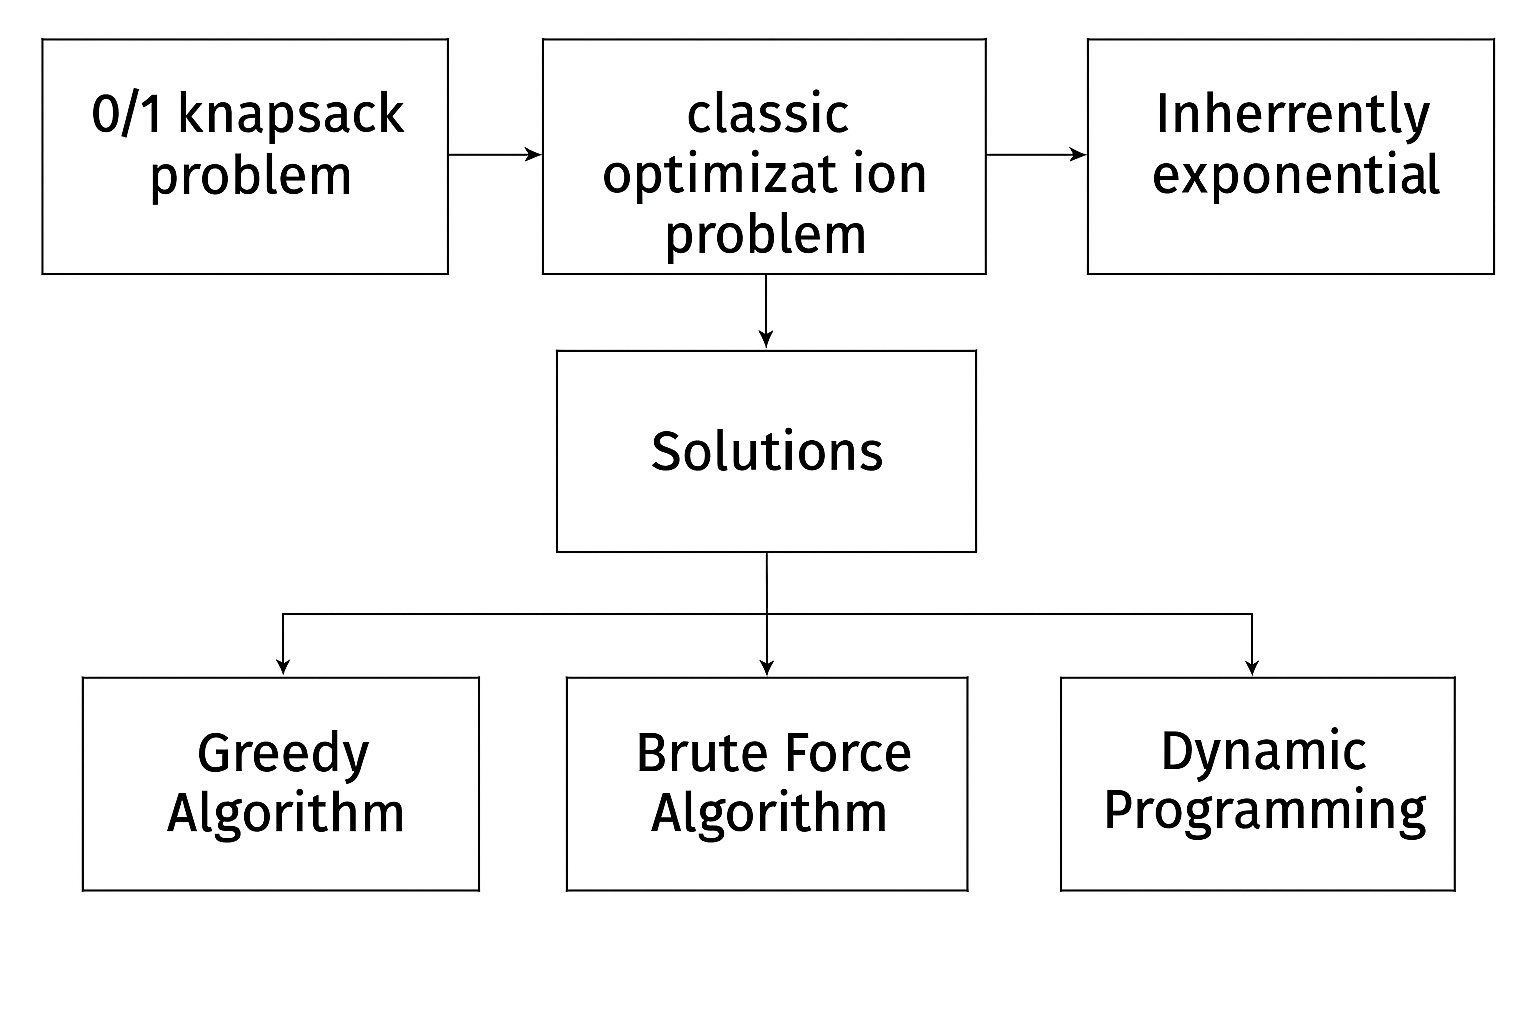 0/1 knapsack
problem
classic
optimizat ion
problem
Inherrently
exponential
Solutions
Greedy
Algorithm
Brute Force
Algorithm
Dynamic
Programming